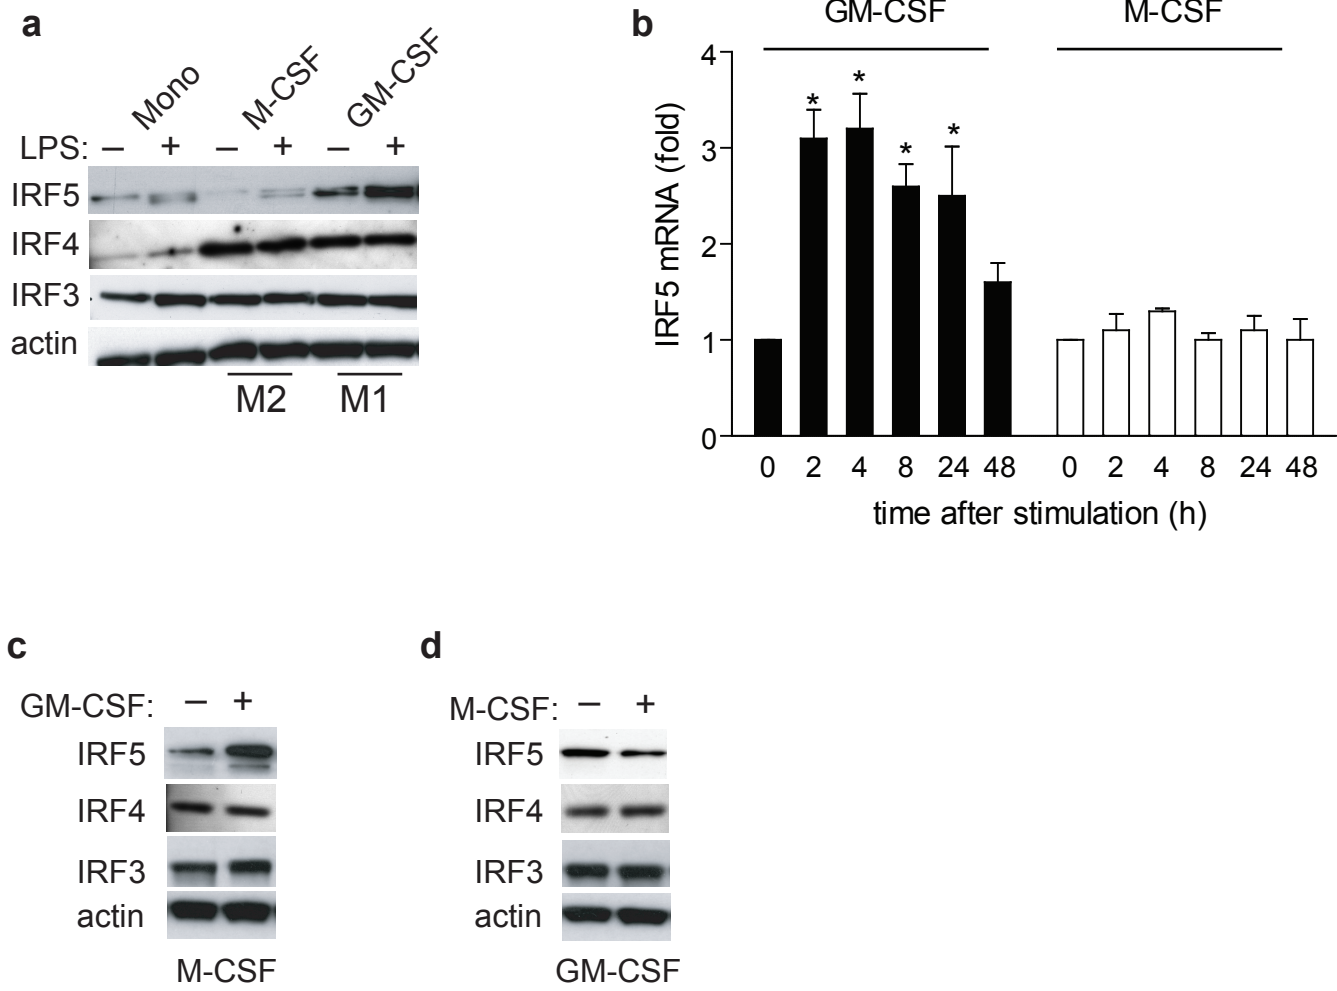 a
Mono
M-CSF
GM-CSF
LPS: – + – + – +
IRF5
IRF4
IRF3
actin
M2 M1
b
GM-CSF M-CSF
4
3
2
1
0
IRF5 mRNA (fold)
* * * *
0 2 4 8 24 48 0 2 4 8 24 48
time after stimulation (h)
c
GM-CSF: – +
IRF5
IRF4
IRF3
actin
M-CSF
d
M-CSF: – +
IRF5
IRF4
IRF3
actin
GM-CSF